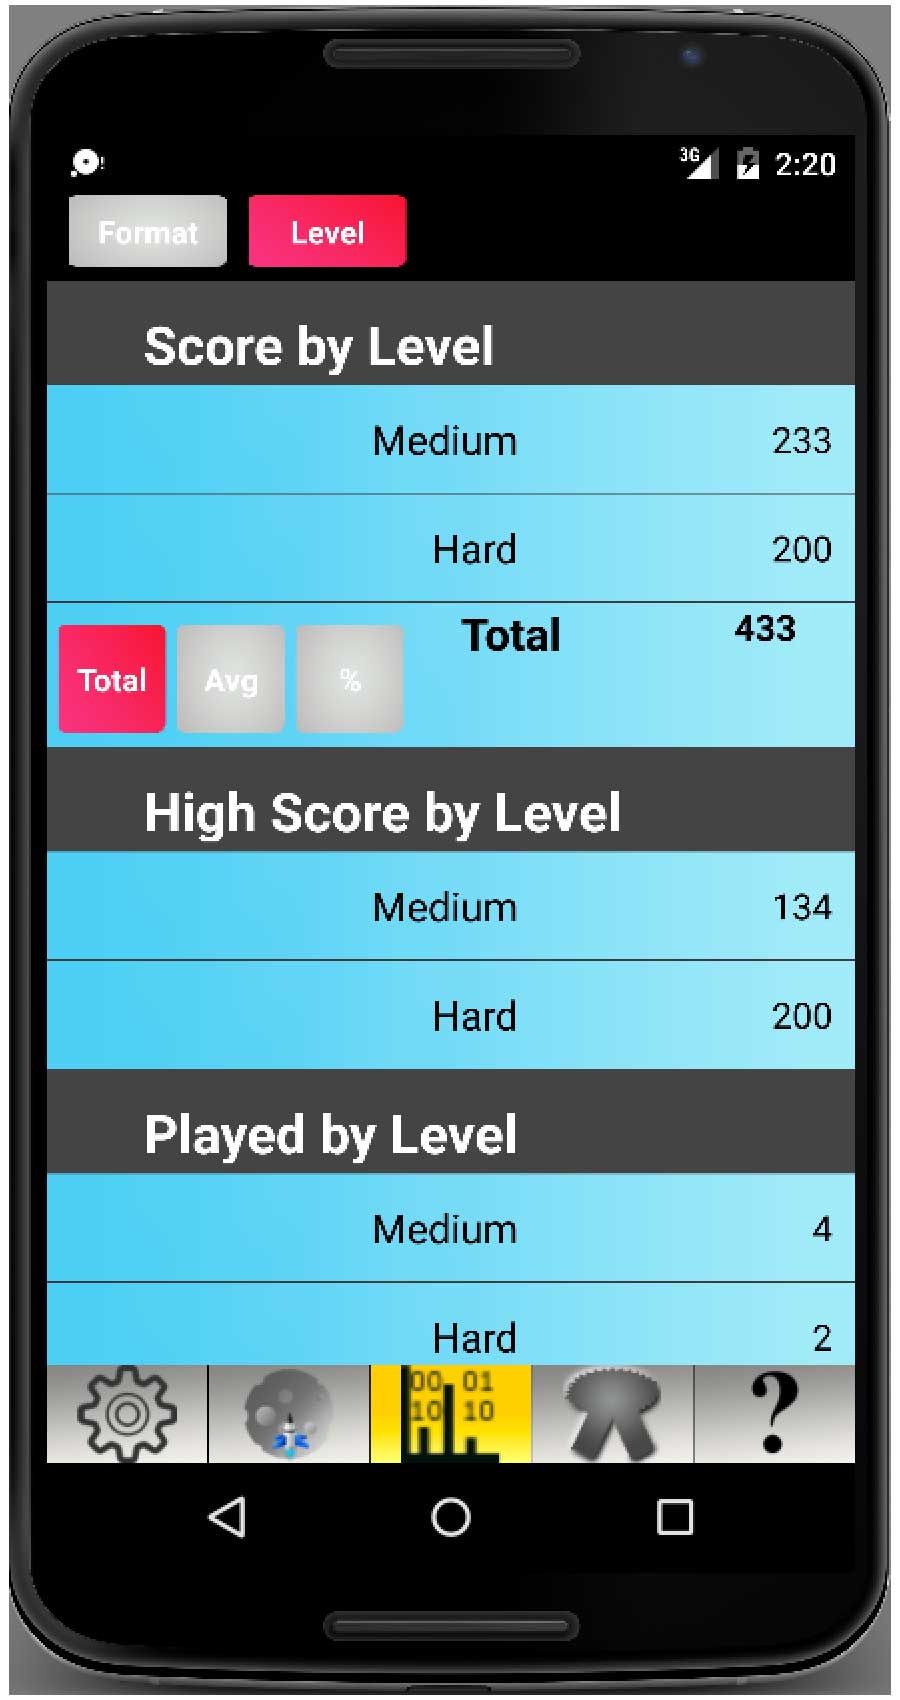 3G 2:20
Format Level
Score by Level
Medium 233
Hard 200
Total 433
Total Avg %
High Score by Level
Medium 134
Hard 200
Played by Level
Medium 4
Hard 2
00 01
10 10
?